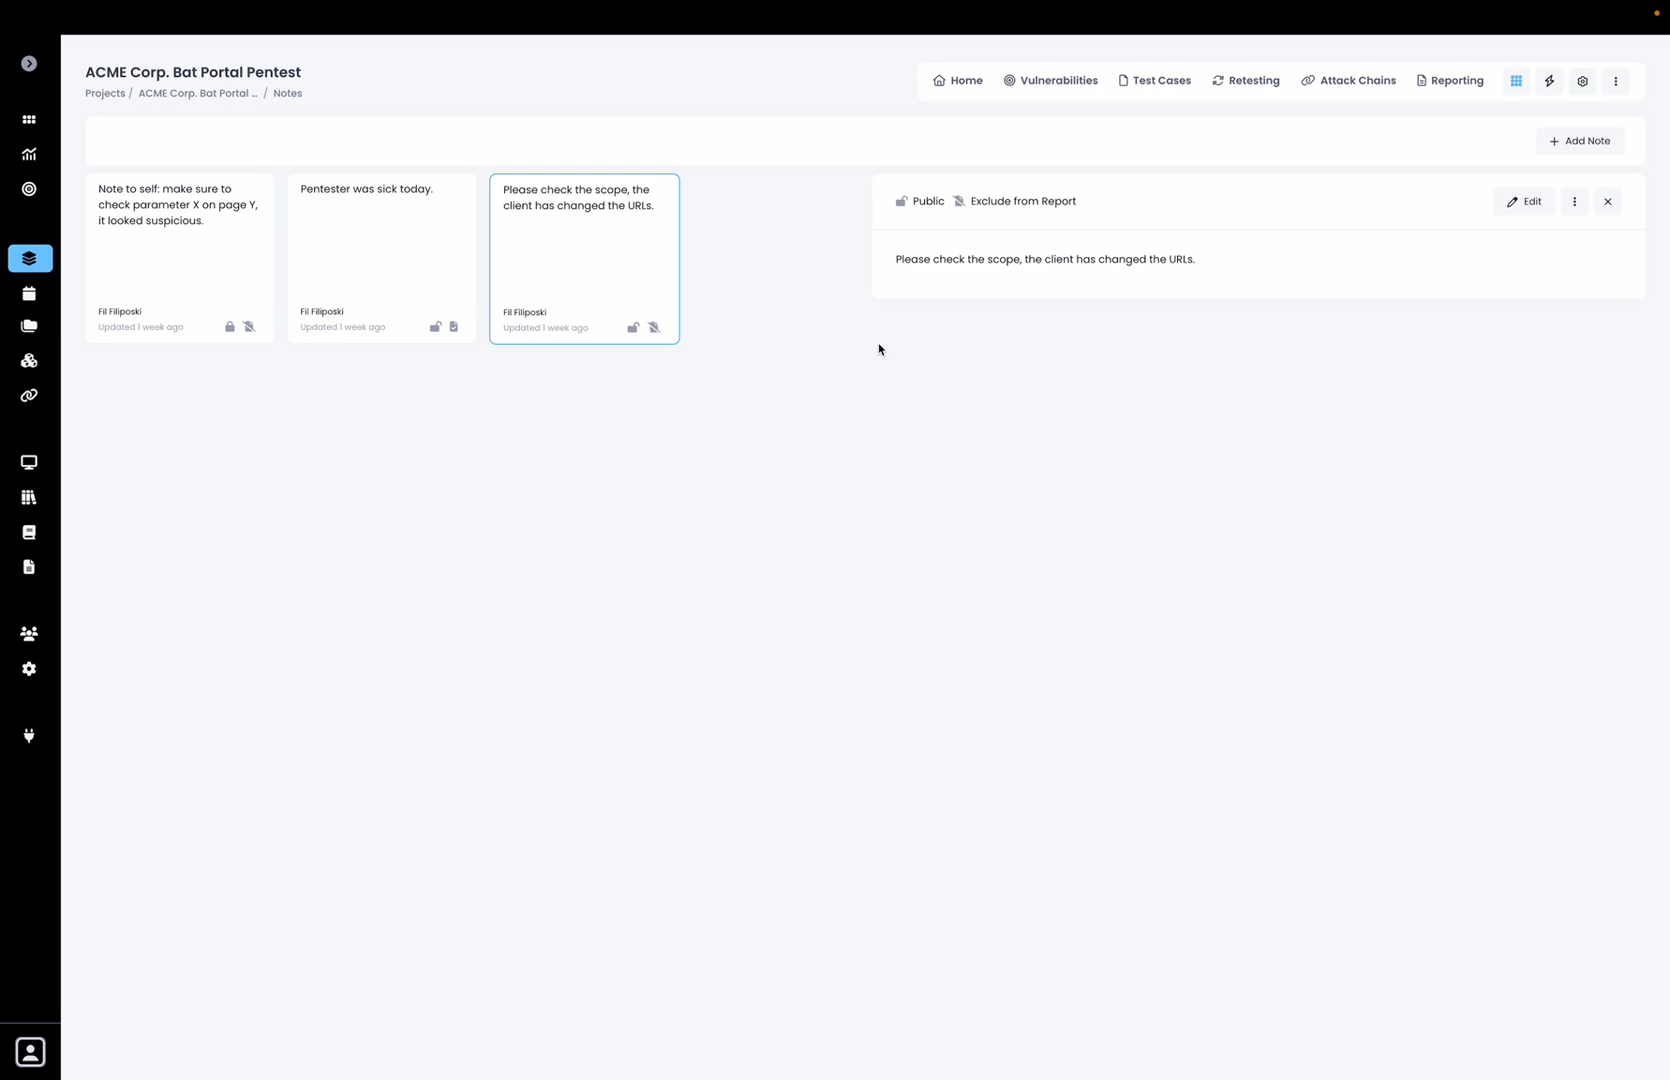 ACME Corp. Bat Portal Pentest
Projects / ACME Corp. Bat Portal ... / Notes
Home Vulnerabilities Test Cases Retesting Attack Chains Reporting
+ Add Note
Note to self: make sure to
check parameter X on page Y,
it looked suspicious.
Fil Filiposki
Updated 1 week ago
Pentester was sick today.
Fil Filiposki
Updated 1 week ago
Please check the scope, the
client has changed the URLs.
Fil Filiposki
Updated 1 week ago
Public Exclude from Report
Edit
Please check the scope, the client has changed the URLs.